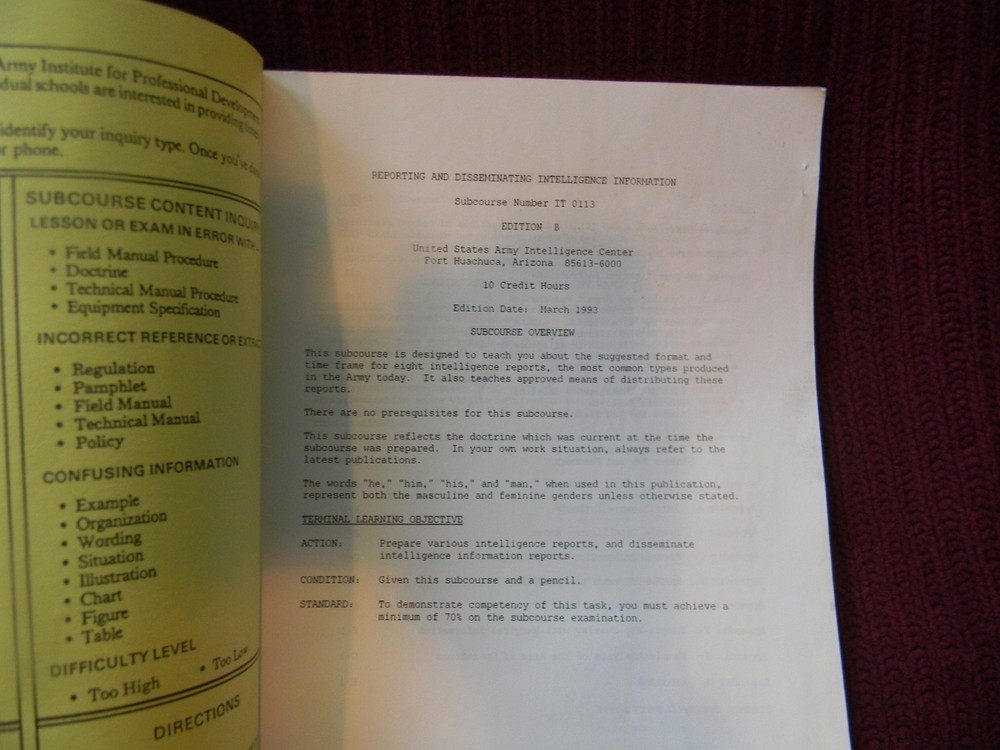 Army Institute for Professional Development
schools are interested in providing
identify your inquiry type. Once you've
phone.
SUBCOURSE CONTENT
LESSON OR EXAM IN ERROR WITH
• Field Manual Procedure
• Doctrine
• Technical Manual Procedure
• Equipment Specification
INCORRECT REFERENCE OR
• Regulation
• Pamphlet
• Field Manual
• Technical Manual
• Policy
CONFUSING INFORMATION
• Example
• Organization
• Wording
• Situation
• Illustration
• Chart
• Figure
• Table
DIFFICULTY LEVEL
• Too High • Too Low
DIRECTIONS
REPORTING AND DISSEMINATING INTELLIGENCE INFORMATION
Subcourse Number IT 0113
EDITION B
United States Army Intelligence Center
Fort Huachuca, Arizona 85613-6000
10 Credit Hours
Edition Date: March 1993
SUBCOURSE OVERVIEW
This subcourse is designed to teach you about the suggested format and
time frame for eight intelligence reports, the most common types produced
in the Army today. It also teaches approved means of distributing these
reports.
There are no prerequisites for this subcourse.
This subcourse reflects the doctrine which was current at the time the
subcourse was prepared. In your own work situation, always refer to the
latest publications.
The words "he," "him," "his," and "man," when used in this publication,
represent both the masculine and feminine genders unless otherwise stated.
TERMINAL LEARNING OBJECTIVE
ACTION: Prepare various intelligence reports, and disseminate
intelligence information reports.
CONDITION: Given this subcourse and a pencil.
STANDARD: To demonstrate competency of this task, you must achieve a
minimum of 70% on the subcourse examination.